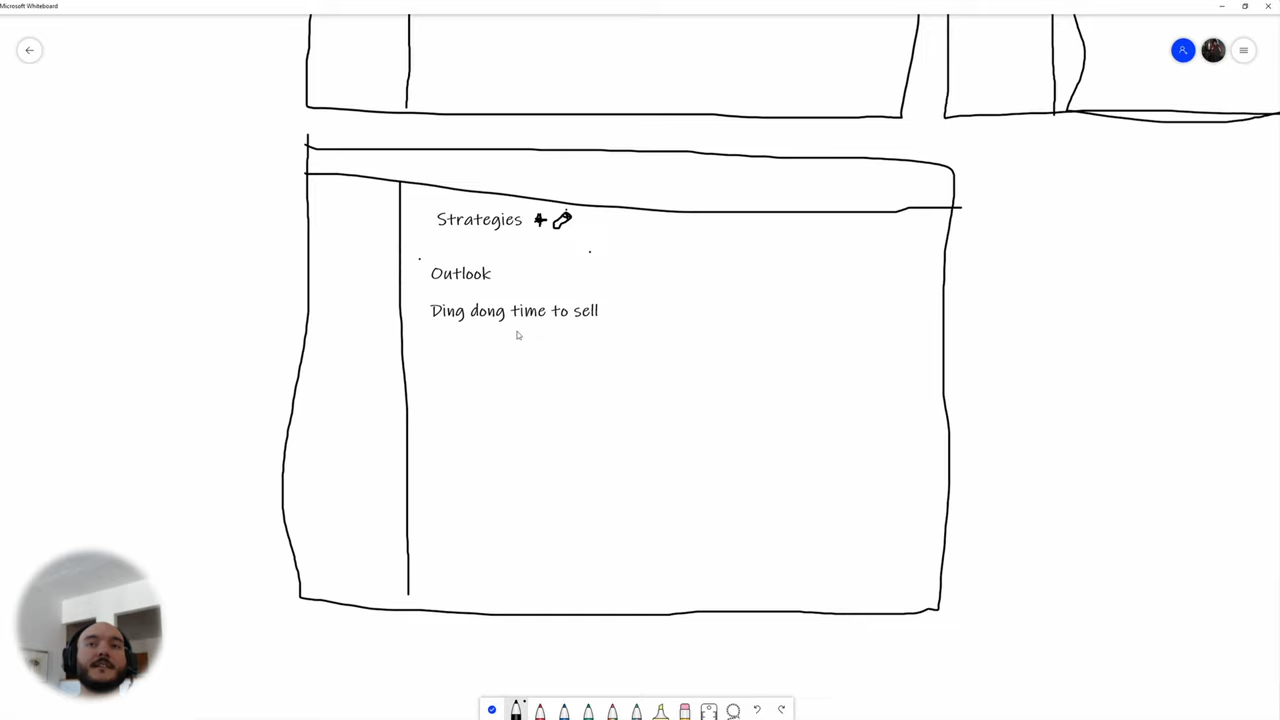 Microsoft Whiteboard
Strategies
Outlook
Ding dong time to sell